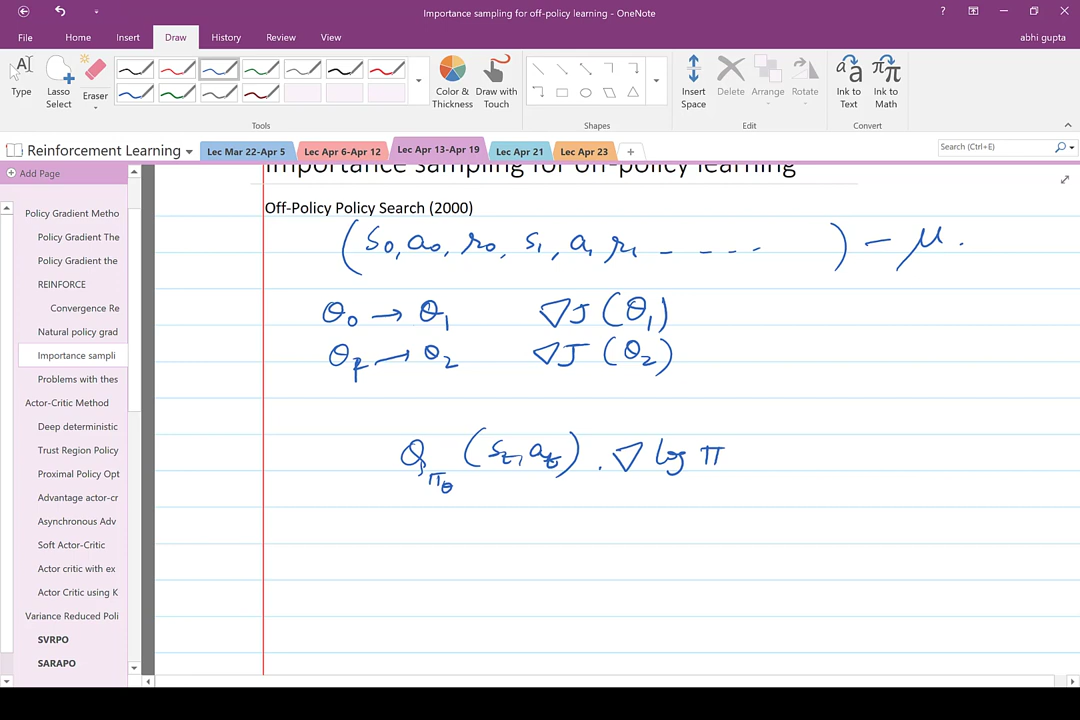 Importance sampling for off-policy learning - OneNote
?
File Home Insert Draw History Review View
abhi gupta
Type
Lasso Select
Eraser
Color & Thickness
Draw with Touch
Insert Space
Delete
Arrange
Rotate
Ink to Text
Ink to Math
Tools
Shapes
Edit
Convert
Reinforcement Learning
Lec Mar 22-Apr 5
Lec Apr 6-Apr 12
Lec Apr 13-Apr 19
Lec Apr 21
Lec Apr 23
+
Search (Ctrl+E)
Add Page
Policy Gradient Metho
Policy Gradient The
Policy Gradient the
REINFORCE
Convergence Re
Natural policy grad
Importance sampli
Problems with thes
Actor-Critic Method
Deep deterministic
Trust Region Policy
Proximal Policy Opt
Advantage actor-cr
Asynchronous Adv
Soft Actor-Critic
Actor critic with ex
Actor Critic using K
Variance Reduced Poli
SVRPO
SARAPO
Importance sampling for off-policy learning
Off-Policy Policy Search (2000)
(S₀, a₀, r₀, s₁, a₁ r₁ - - - - ... ) – μ.
θ₀ → θ₁ ∇J (θ₁)
→ θ₂ ∇J (θ₂)
Q_{π_θ} (s_t, a_t) . ∇ log π